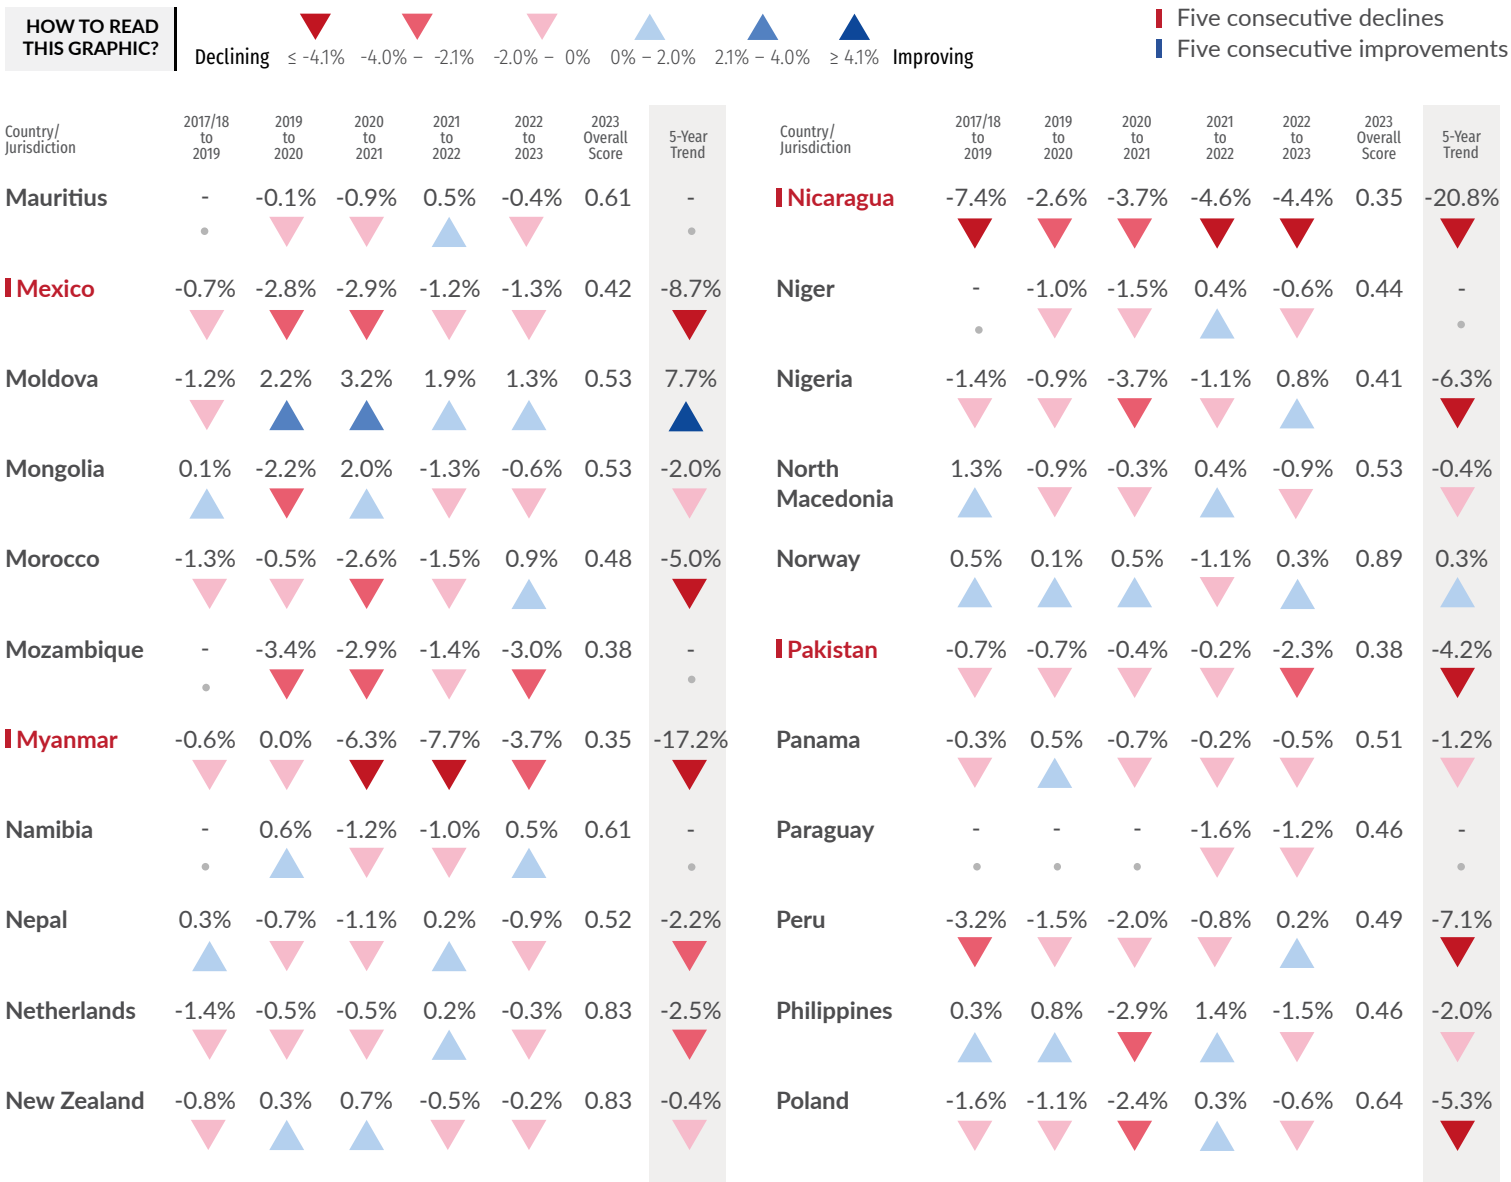 HOW TO READ
THIS GRAPHIC?
Declining ≤ -4.1% -4.0% – -2.1% -2.0% – 0% 0% – 2.0% 2.1% – 4.0% ≥ 4.1% Improving
Five consecutive declines
Five consecutive improvements
Country/
Jurisdiction
2017/18
to
2019
2019
to
2020
2020
to
2021
2021
to
2022
2022
to
2023
2023
Overall
Score
5-Year
Trend
Mauritius - -0.1% -0.9% 0.5% -0.4% 0.61 -
Mexico -0.7% -2.8% -2.9% -1.2% -1.3% 0.42 -8.7%
Moldova -1.2% 2.2% 3.2% 1.9% 1.3% 0.53 7.7%
Mongolia 0.1% -2.2% 2.0% -1.3% -0.6% 0.53 -2.0%
Morocco -1.3% -0.5% -2.6% -1.5% 0.9% 0.48 -5.0%
Mozambique - -3.4% -2.9% -1.4% -3.0% 0.38 -
Myanmar -0.6% 0.0% -6.3% -7.7% -3.7% 0.35 -17.2%
Namibia - 0.6% -1.2% -1.0% 0.5% 0.61 -
Nepal 0.3% -0.7% -1.1% 0.2% -0.9% 0.52 -2.2%
Netherlands -1.4% -0.5% -0.5% 0.2% -0.3% 0.83 -2.5%
New Zealand -0.8% 0.3% 0.7% -0.5% -0.2% 0.83 -0.4%
Country/
Jurisdiction
2017/18
to
2019
2019
to
2020
2020
to
2021
2021
to
2022
2022
to
2023
2023
Overall
Score
5-Year
Trend
Nicaragua -7.4% -2.6% -3.7% -4.6% -4.4% 0.35 -20.8%
Niger - -1.0% -1.5% 0.4% -0.6% 0.44 -
Nigeria -1.4% -0.9% -3.7% -1.1% 0.8% 0.41 -6.3%
North 1.3% -0.9% -0.3% 0.4% -0.9% 0.53 -0.4%
Macedonia
Norway 0.5% 0.1% 0.5% -1.1% 0.3% 0.89 0.3%
Pakistan -0.7% -0.7% -0.4% -0.2% -2.3% 0.38 -4.2%
Panama -0.3% 0.5% -0.7% -0.2% -0.5% 0.51 -1.2%
Paraguay - - - -1.6% -1.2% 0.46 -
Peru -3.2% -1.5% -2.0% -0.8% 0.2% 0.49 -7.1%
Philippines 0.3% 0.8% -2.9% 1.4% -1.5% 0.46 -2.0%
Poland -1.6% -1.1% -2.4% 0.3% -0.6% 0.64 -5.3%